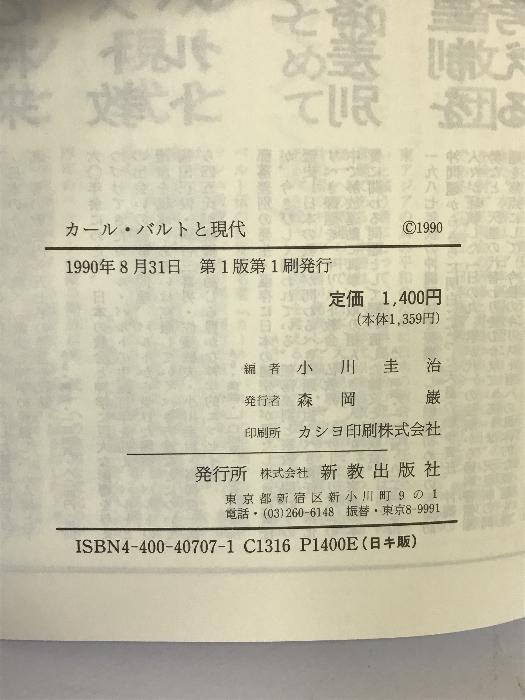 カール・バルトと現代 ©1990
1990年8月31日 第1版第1刷発行
定価 1,400円
(本体1,359円)
編者 小川圭治
発行者 森岡巌
印刷所 カシヨ印刷株式会社
発行所 株式会社 新教出版社
東京都新宿区新小川町9の1
電話・(03)260-6148 振替・東京8-9991
ISBN4-400-40707-1 C1316 P1400E(日キ販)